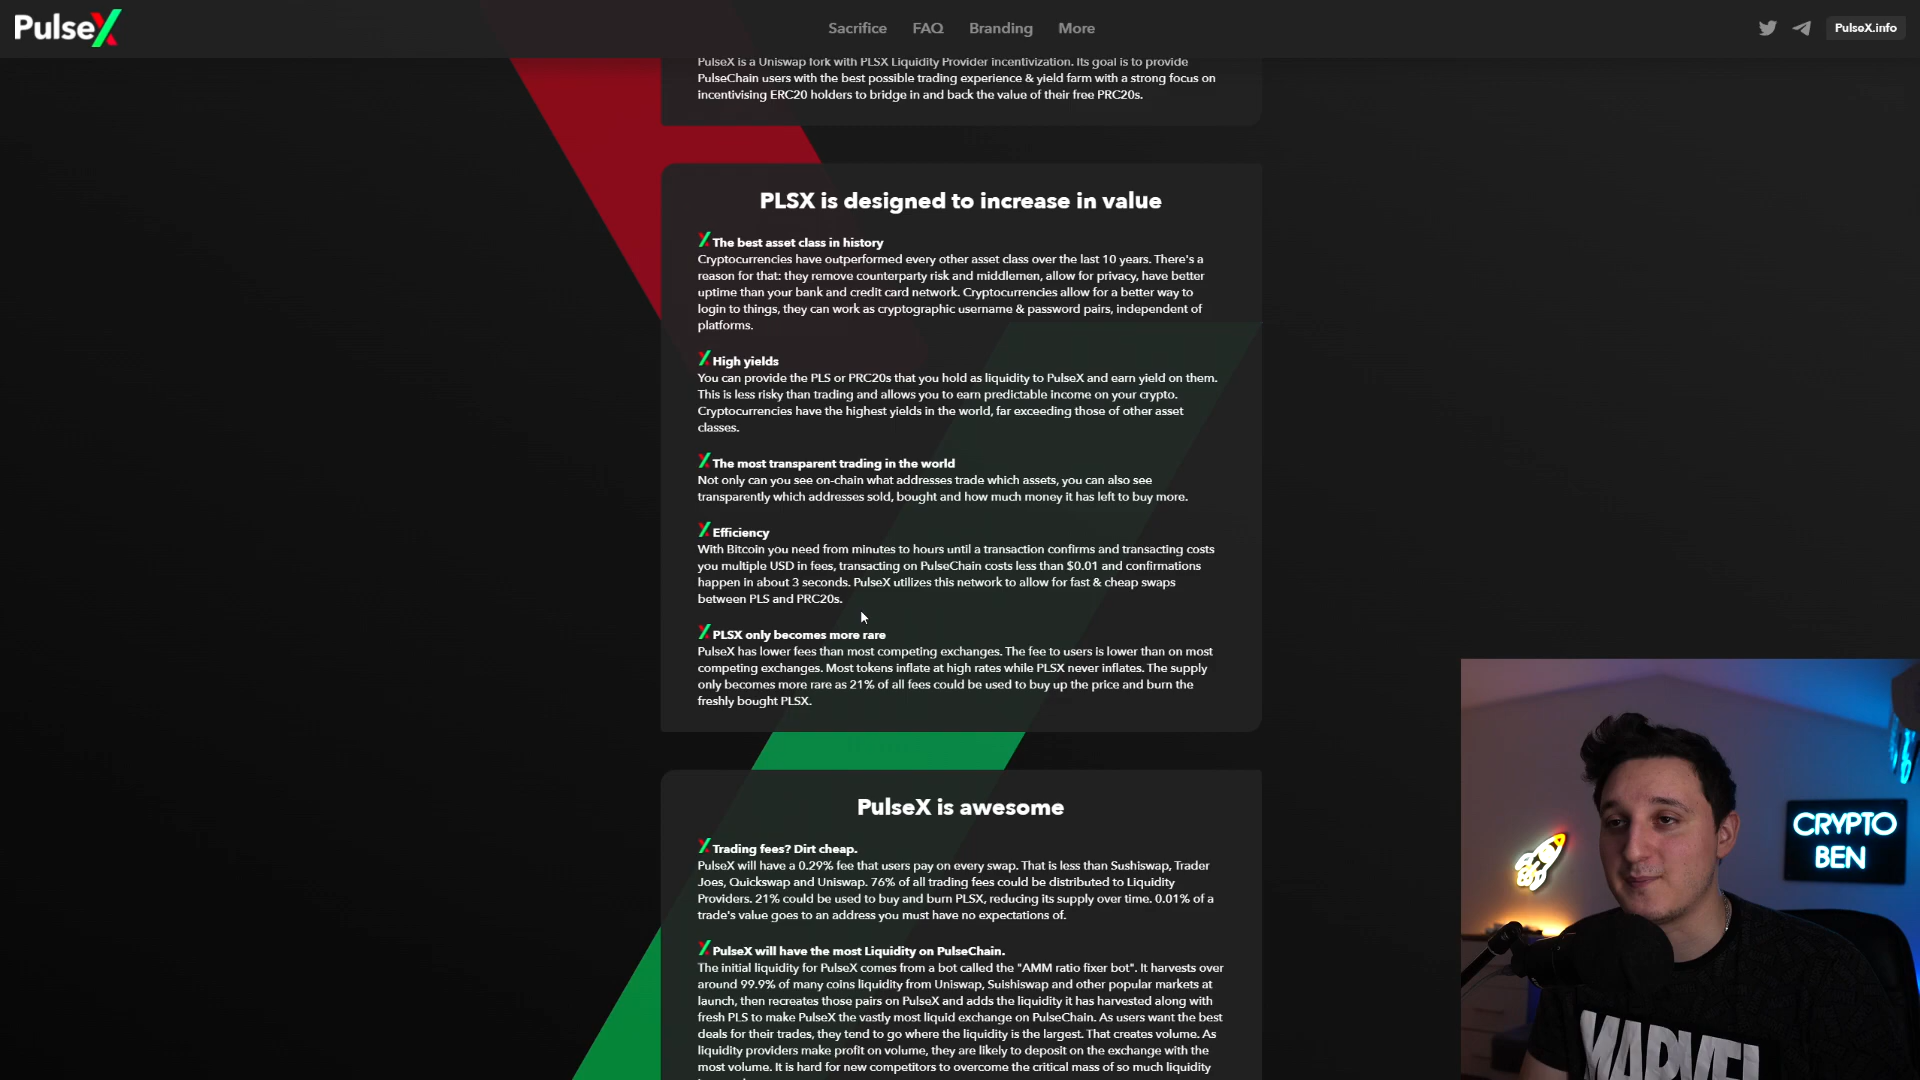 PulseX
Sacrifice
FAQ
Branding
More
PulseX.info
PulseX is a Uniswap fork with PLSX Liquidity Provider incentivization. Its goal is to provide
PulseChain users with the best possible trading experience & yield farm with a strong focus on
incentivising ERC20 holders to bridge in and back the value of their free PRC20s.
PLSX is designed to increase in value
The best asset class in history
Cryptocurrencies have outperformed every other asset class over the last 10 years. There's a
reason for that: they remove counterparty risk and middlemen, allow for privacy, have better
uptime than your bank and credit card network. Cryptocurrencies allow for a better way to
login to things, they can work as cryptographic username & password pairs, independent of
platforms.
High yields
You can provide the PLS or PRC20s that you hold as liquidity to PulseX and earn yield on them.
This is less risky than trading and allows you to earn predictable income on your crypto.
Cryptocurrencies have the highest yields in the world, far exceeding those of other asset
classes.
The most transparent trading in the world
Not only can you see on-chain what addresses trade which assets, you can also see
transparently which addresses sold, bought and how much money it has left to buy more.
Efficiency
With Bitcoin you need from minutes to hours until a transaction confirms and transacting costs
you multiple USD in fees, transacting on PulseChain costs less than $0.01 and confirmations
happen in about 3 seconds. PulseX utilizes this network to allow for fast & cheap swaps
between PLS and PRC20s.
PLSX only becomes more rare
PulseX has lower fees than most competing exchanges. The fee to users is lower than on most
competing exchanges. Most tokens inflate at high rates while PLSX never inflates. The supply
only becomes more rare as 21% of all fees could be used to buy up the price and burn the
freshly bought PLSX.
PulseX is awesome
Trading fees? Dirt cheap.
PulseX will have a 0.29% fee that users pay on every swap. That is less than Sushiswap, Trader
Joes, Quickswap and Uniswap. 76% of all trading fees could be distributed to Liquidity
Providers. 21% could be used to buy and burn PLSX, reducing its supply over time. 0.01% of a
trade's value goes to an address you must have no expectations of.
PulseX will have the most Liquidity on PulseChain.
The initial liquidity for PulseX comes from a bot called the "AMM ratio fixer bot". It harvests over
around 99.9% of many coins liquidity from Uniswap, Suishiswap and other popular markets at
launch, then recreates those pairs on PulseX and adds the liquidity it has harvested along with
fresh PLS to make PulseX the vastly most liquid exchange on PulseChain. As users want the best
deals for their trades, they tend to go where the liquidity is the largest. That creates volume. As
liquidity providers make profit on volume, they are likely to deposit on the exchange with the
most volume. It is hard for new competitors to overcome the critical mass of so much liquidity
CRYPTO
BEN
MARVEL